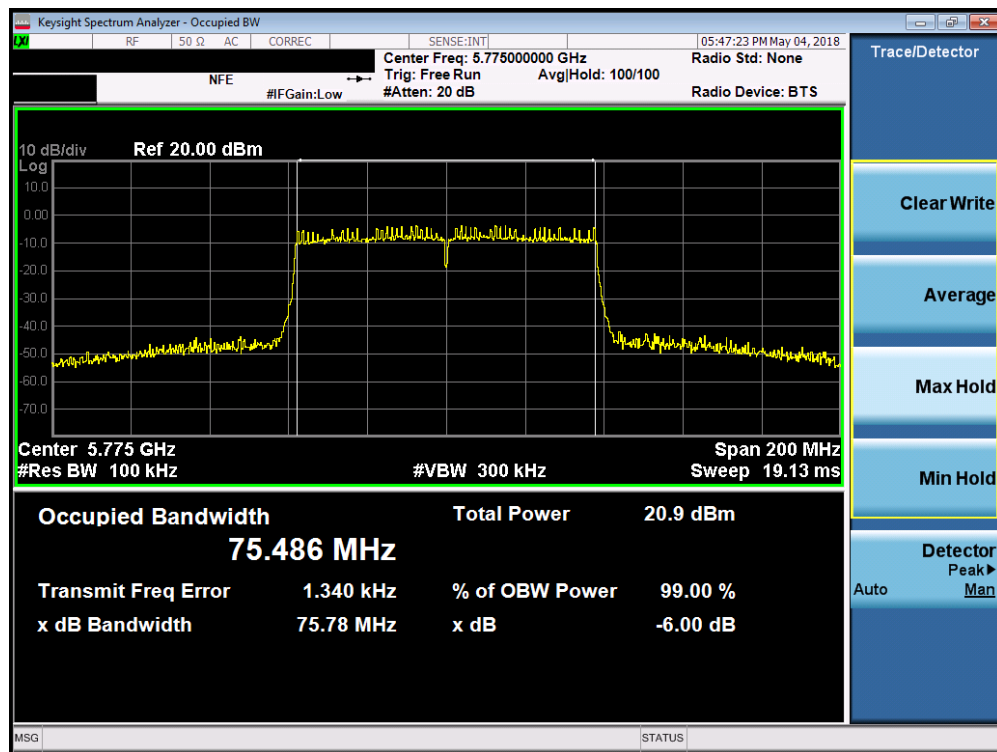 Keysight Spectrum Analyzer - Occupied BW
LXI RF 50 Ω AC CORREC SENSE:INT 05:47:23 PM May 04, 2018
Center Freq: 5.775000000 GHz Radio Std: None
NFE Trig: Free Run Avg|Hold: 100/100
#IFGain:Low #Atten: 20 dB Radio Device: BTS
10 dB/div Ref 20.00 dBm
Log
10.0
0.00
-10.0
-20.0
-30.0
-40.0
-50.0
-60.0
-70.0
Center 5.775 GHz Span 200 MHz
#Res BW 100 kHz #VBW 300 kHz Sweep 19.13 ms
Occupied Bandwidth Total Power 20.9 dBm
75.486 MHz
Transmit Freq Error 1.340 kHz % of OBW Power 99.00 %
x dB Bandwidth 75.78 MHz x dB -6.00 dB
MSG STATUS
Trace/Detector
Clear Write
Average
Max Hold
Min Hold
Detector
Peak▶
Auto Man